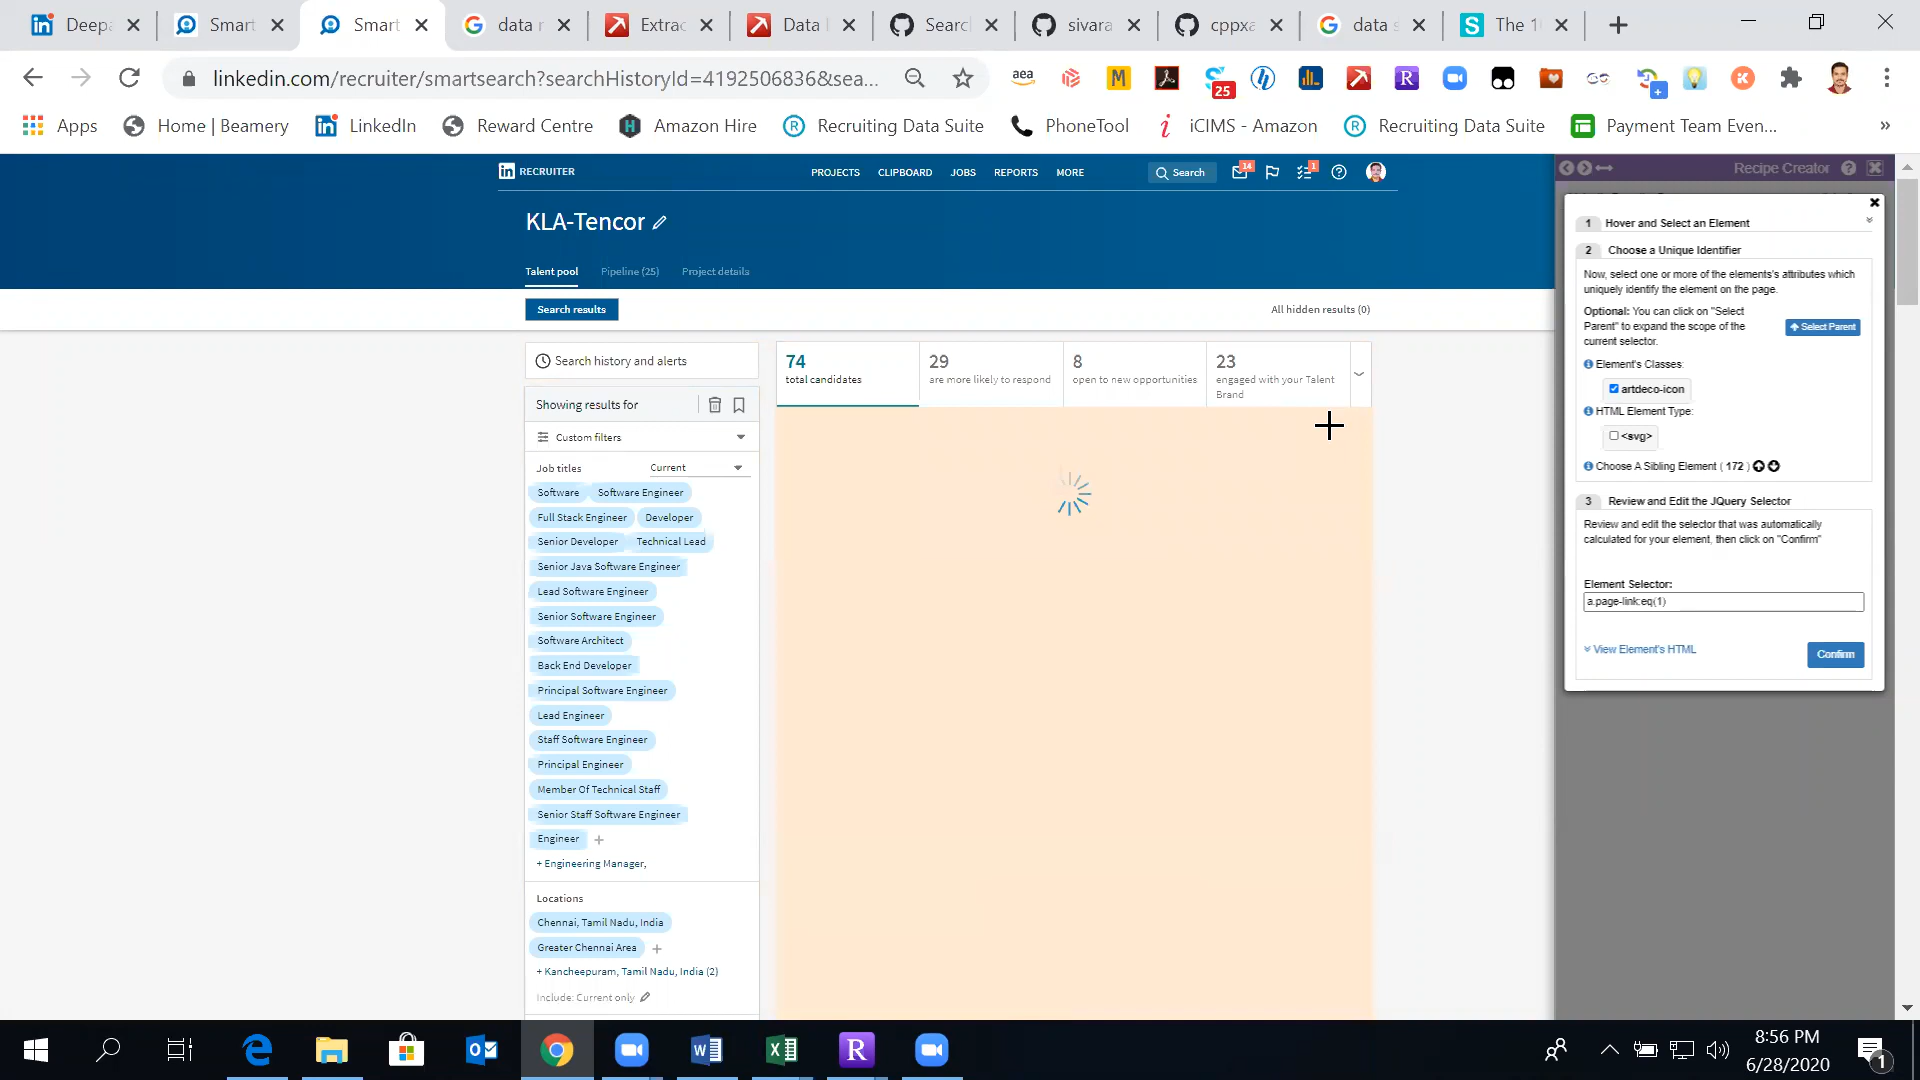 Deepa
Smart
Smart
data r
Extrac
Data
Searc
sivara
cppxa
data s
The 1
linkedin.com/recruiter/smartsearch?searchHistoryId=4192506836&sea...
aea
M
25
R
K
Apps
Home | Beamery
LinkedIn
Reward Centre
Amazon Hire
Recruiting Data Suite
PhoneTool
iCIMS - Amazon
Recruiting Data Suite
Payment Team Even...
»
in RECRUITER
PROJECTS
CLIPBOARD
JOBS
REPORTS
MORE
Search
14
1
Recipe Creator
KLA-Tencor
Talent pool
Pipeline (25)
Project details
Search results
All hidden results (0)
Search history and alerts
74
total candidates
29
are more likely to respond
8
open to new opportunities
23
engaged with your Talent
Brand
Showing results for
Custom filters
Job titles
Current
Software
Software Engineer
Full Stack Engineer
Developer
Senior Developer
Technical Lead
Senior Java Software Engineer
Lead Software Engineer
Senior Software Engineer
Software Architect
Back End Developer
Principal Software Engineer
Lead Engineer
Staff Software Engineer
Principal Engineer
Member Of Technical Staff
Senior Staff Software Engineer
Engineer +
+ Engineering Manager,
Locations
Chennai, Tamil Nadu, India
Greater Chennai Area +
+ Kancheepuram, Tamil Nadu, India (2)
Include: Current only
1 Hover and Select an Element
2 Choose a Unique Identifier
Now, select one or more of the elements's attributes which
uniquely identify the element on the page.
Optional: You can click on "Select
Parent" to expand the scope of the
current selector.
Select Parent
Element's Classes:
artdeco-icon
HTML Element Type:
<svg>
Choose A Sibling Element ( 172 )
3 Review and Edit the JQuery Selector
Review and edit the selector that was automatically
calculated for your element, then click on "Confirm"
Element Selector:
a.page-link:eq(1)
View Element's HTML
Confirm
8:56 PM
6/28/2020
1